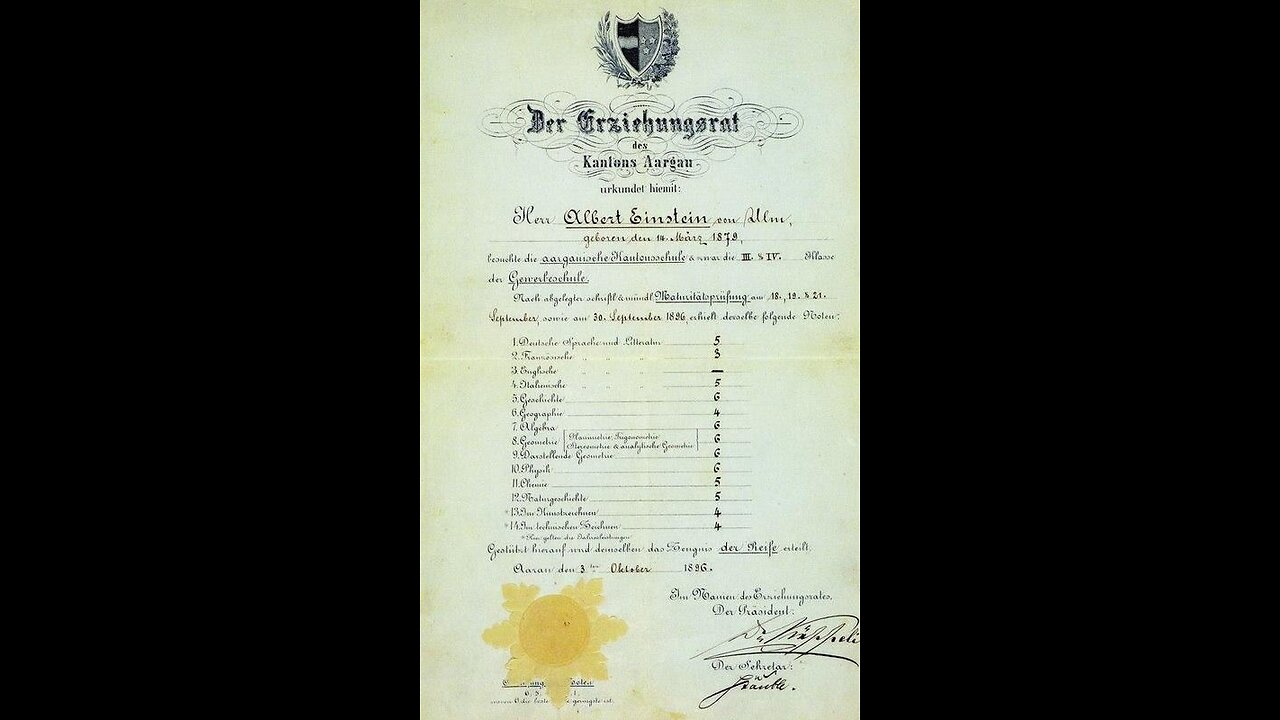 Der Erziehungsrat
des
Kantons Aargau
urkundet hiemit:
Herr Albert Einstein von Ulm,
geboren den 14. März 1879,
besuchte die aargauische Kantonsschule & zwar die III. & IV. Klasse
der Gewerbeschule.
Nach abgelegter schriftl. & mündl. Maturitätsprüfung am 18., 19. & 21.
September, sowie am 30. September 1896, erhielt derselbe folgende Noten:
1. Deutsche Sprache und Litteratur 5
2. Französische " " " 3
3. Englische " " " —
4. Italienische " " " 5
5. Geschichte 6
6. Geographie 4
7. Algebra 6
8. Geometrie Planimetrie, Trigonometrie Stereometrie & analytische Geometrie 6
9. Darstellende Geometrie 6
10. Physik 6
11. Chemie 5
12. Naturgeschichte 5
* 13. Im Kunstzeichnen 4
* 14. Im technischen Zeichnen 4
* Hier gelten die Jahresleistungen.
Gestützt hierauf wird demselben das Zeugnis der Reife erteilt.
Aarau den 3ten Oktober 1896.
Im Namen des Erziehungsrates,
Der Präsident:
Der Sekretär: